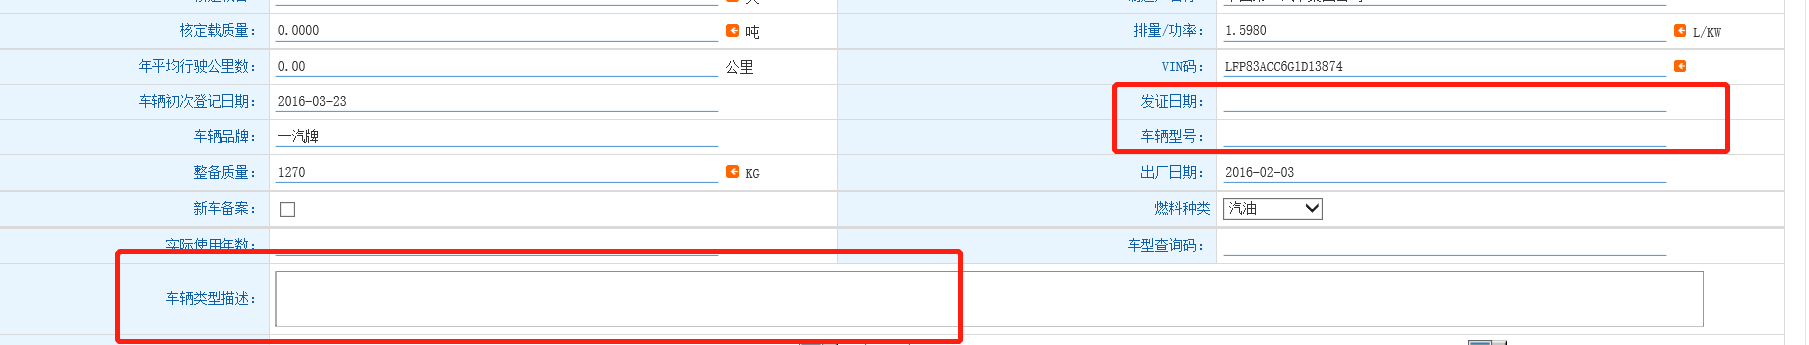 核定载质量： 0.0000 吨 排量/功率： 1.5980 L/KW
年平均行驶公里数： 0.00 公里 VIN码： LFP83ACC6G1D13874
车辆初次登记日期： 2016-03-23 发证日期：
车辆品牌： 一汽牌 车辆型号：
整备质量： 1270 KG 出厂日期： 2016-02-03
新车备案： 燃料种类 汽油
实际使用年数： 车型查询码：
车辆类型描述：